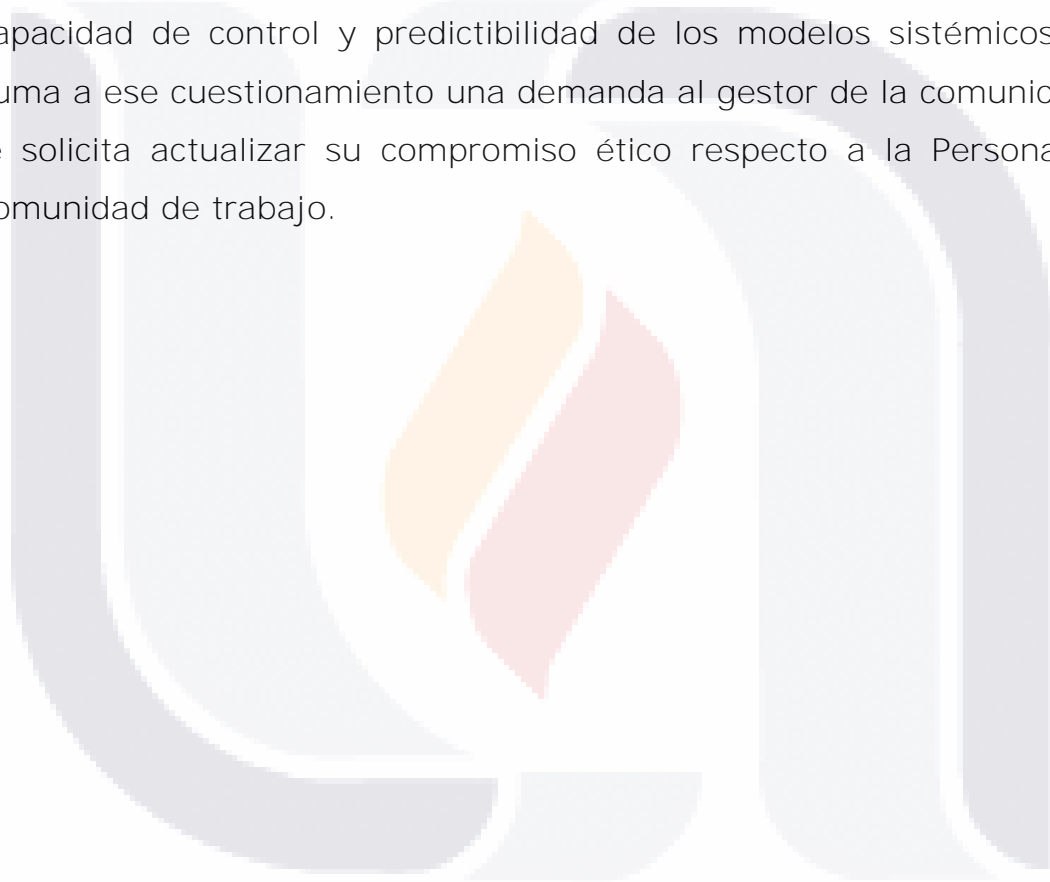 apacidad de control y predictibilidad de los modelos sistémicos
uma a ese cuestionamiento una demanda al gestor de la comunic
solicita actualizar su compromiso ético respecto a la Persona
omunidad de trabajo.